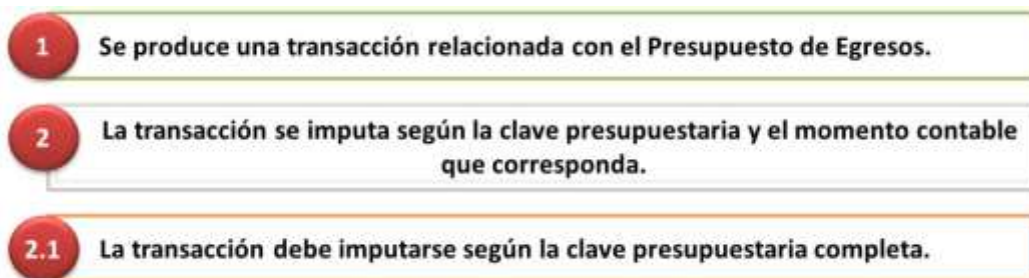 1
Se produce una transacción relacionada con el Presupuesto de Egresos.
2
La transacción se imputa según la clave presupuestaria y el momento contable
que corresponda.
2.1
La transacción debe imputarse según la clave presupuestaria completa.